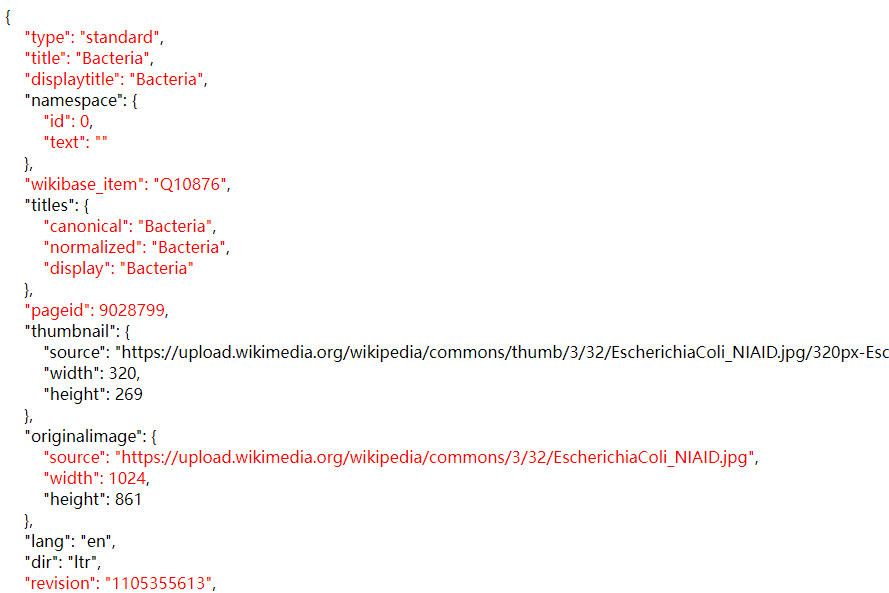 {
"type": "standard",
"title": "Bacteria",
"displaytitle": "Bacteria",
"namespace": {
"id": 0,
"text": ""
},
"wikibase_item": "Q10876",
"titles": {
"canonical": "Bacteria",
"normalized": "Bacteria",
"display": "Bacteria"
},
"pageid": 9028799,
"thumbnail": {
"source": "https://upload.wikimedia.org/wikipedia/commons/thumb/3/32/EscherichiaColi_NIAID.jpg/320px-Esc
"width": 320,
"height": 269
},
"originalimage": {
"source": "https://upload.wikimedia.org/wikipedia/commons/3/32/EscherichiaColi_NIAID.jpg",
"width": 1024,
"height": 861
},
"lang": "en",
"dir": "ltr",
"revision": "1105355613",